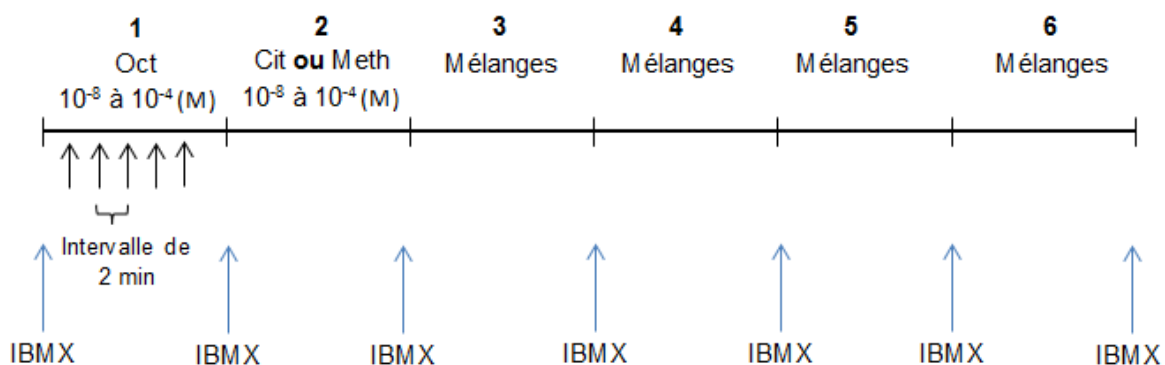 1 2 3 4 5 6
Oct Cit ou Meth Mélanges Mélanges Mélanges Mélanges
10⁻⁸ à 10⁻⁴ (M) 10⁻⁸ à 10⁻⁴ (M)
Intervalle de
2 min
IBMX IBMX IBMX IBMX IBMX IBMX IBMX